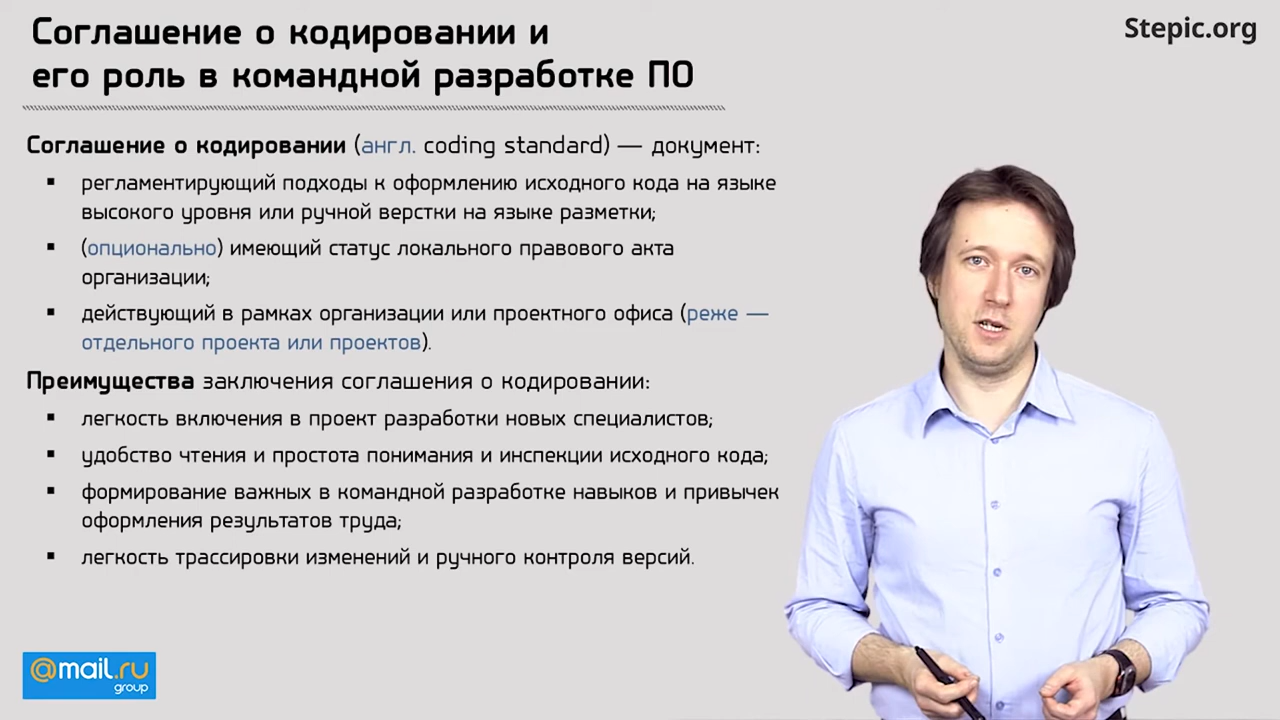 Соглашение о кодировании и
его роль в командной разработке ПО
Stepic.org
Соглашение о кодировании (англ. coding standard) — документ:
▪ регламентирующий подходы к оформлению исходного кода на языке
высокого уровня или ручной верстки на языке разметки;
▪ (опционально) имеющий статус локального правового акта
организации;
▪ действующий в рамках организации или проектного офиса (реже —
отдельного проекта или проектов).
Преимущества заключения соглашения о кодировании:
▪ легкость включения в проект разработки новых специалистов;
▪ удобство чтения и простота понимания и инспекции исходного кода;
▪ формирование важных в командной разработке навыков и привычек
оформления результатов труда;
▪ легкость трассировки изменений и ручного контроля версий.
@mail.ru
group